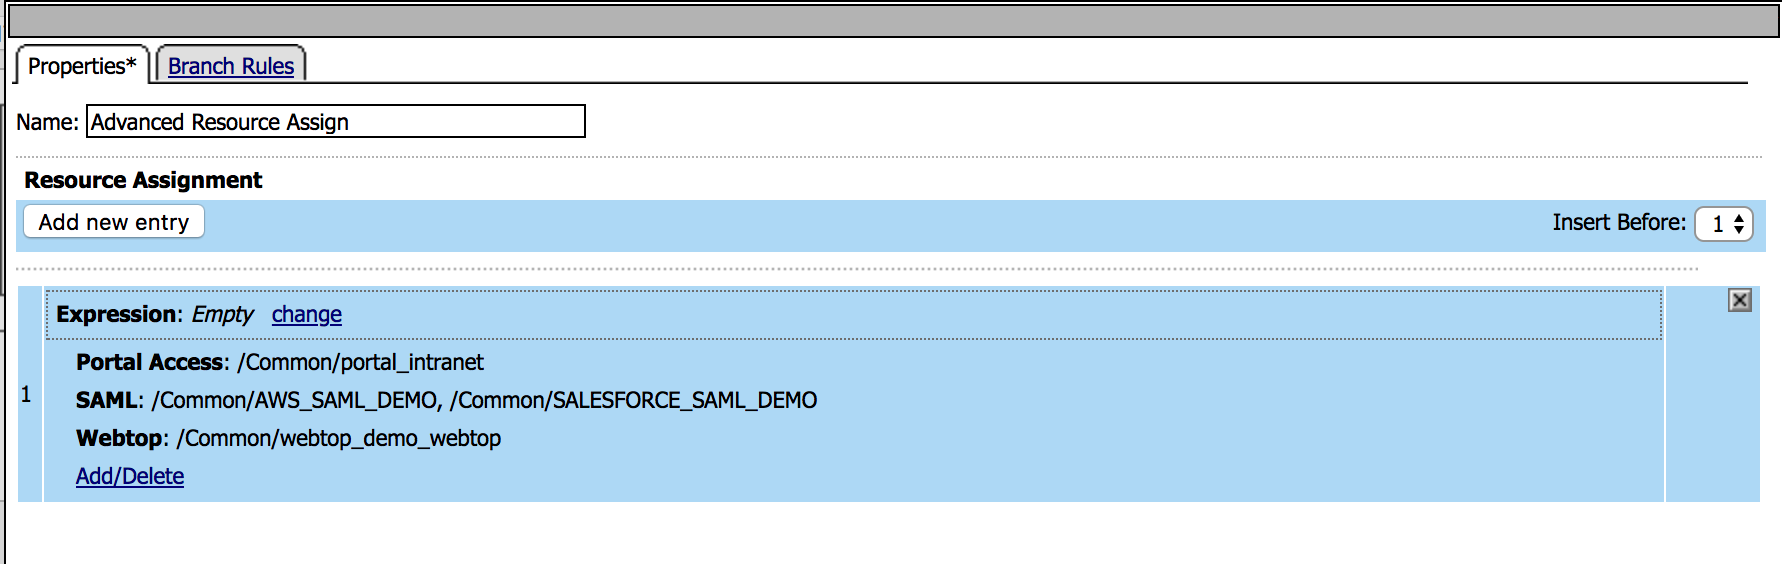 Properties* Branch Rules
Name: Advanced Resource Assign
Resource Assignment
Add new entry Insert Before: 1
Expression: Empty change
Portal Access: /Common/portal_intranet
1
SAML: /Common/AWS_SAML_DEMO, /Common/SALESFORCE_SAML_DEMO
Webtop: /Common/webtop_demo_webtop
Add/Delete